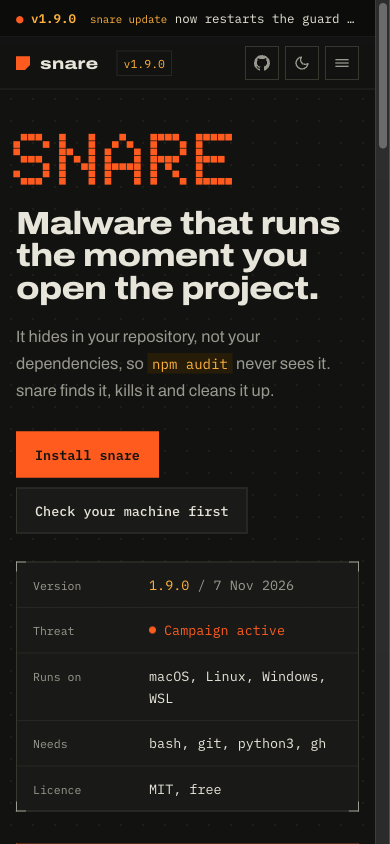 v1.9.0 snare update now restarts the guard …
snare v1.9.0
SNARE
Malware that runs
the moment you
open the project.
It hides in your repository, not your
dependencies, so npm audit never sees it.
snare finds it, kills it and cleans it up.
Install snare
Check your machine first
Version 1.9.0 / 7 Nov 2026
Threat Campaign active
Runs on macOS, Linux, Windows,
WSL
Needs bash, git, python3, gh
Licence MIT, free